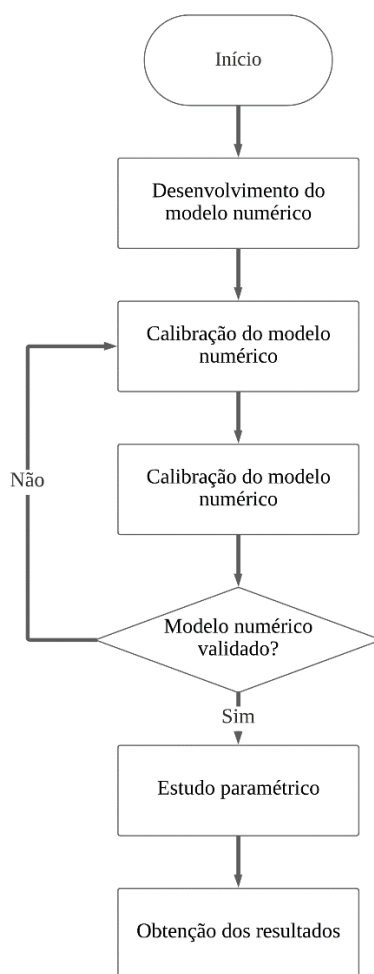 Início
Desenvolvimento do
modelo numérico
Calibração do modelo
numérico
Calibração do modelo
numérico
Não
Modelo numérico
validado?
Sim
Estudo paramétrico
Obtenção dos resultados